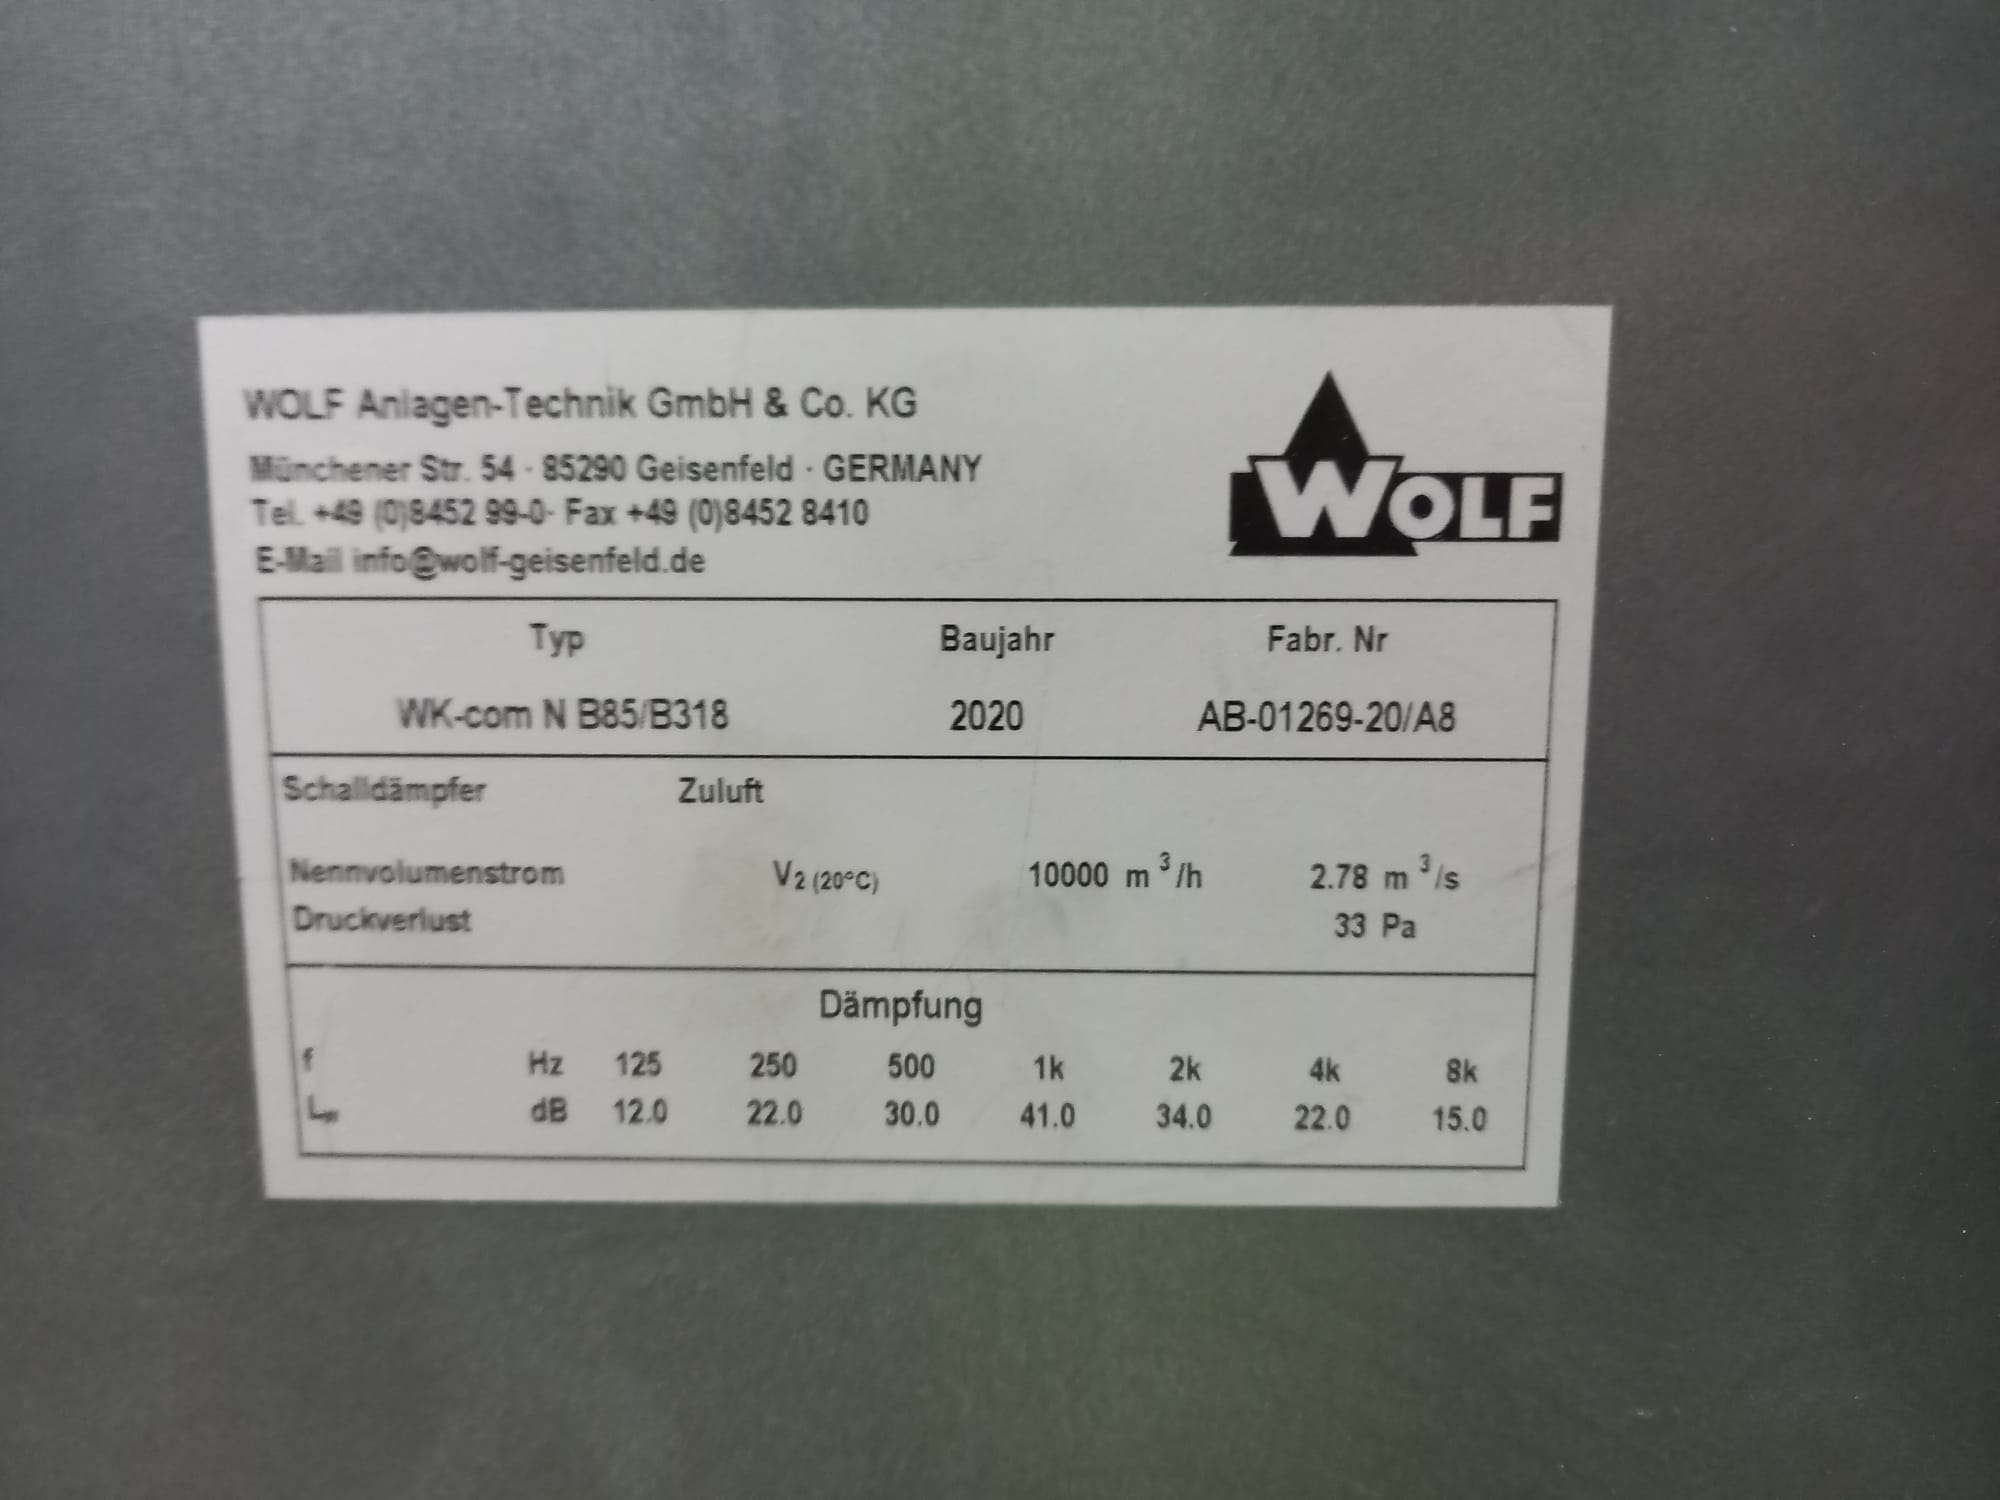 WOLF Anlagen-Technik GmbH & Co. KG
Münchener Str. 54 · 85290 Geisenfeld · GERMANY
Tel. +49 (0)8452 99-0· Fax +49 (0)8452 8410
E-Mail info@wolf-geisenfeld.de
WOLF
Typ Baujahr Fabr. Nr
WK-com N B85/B318 2020 AB-01269-20/A8
Schalldämpfer Zuluft
Nennvolumenstrom V2 (20°C) 10000 m³/h 2.78 m³/s
Druckverlust 33 Pa
Dämpfung
f Hz 125 250 500 1k 2k 4k 8k
dB 12.0 22.0 30.0 41.0 34.0 22.0 15.0